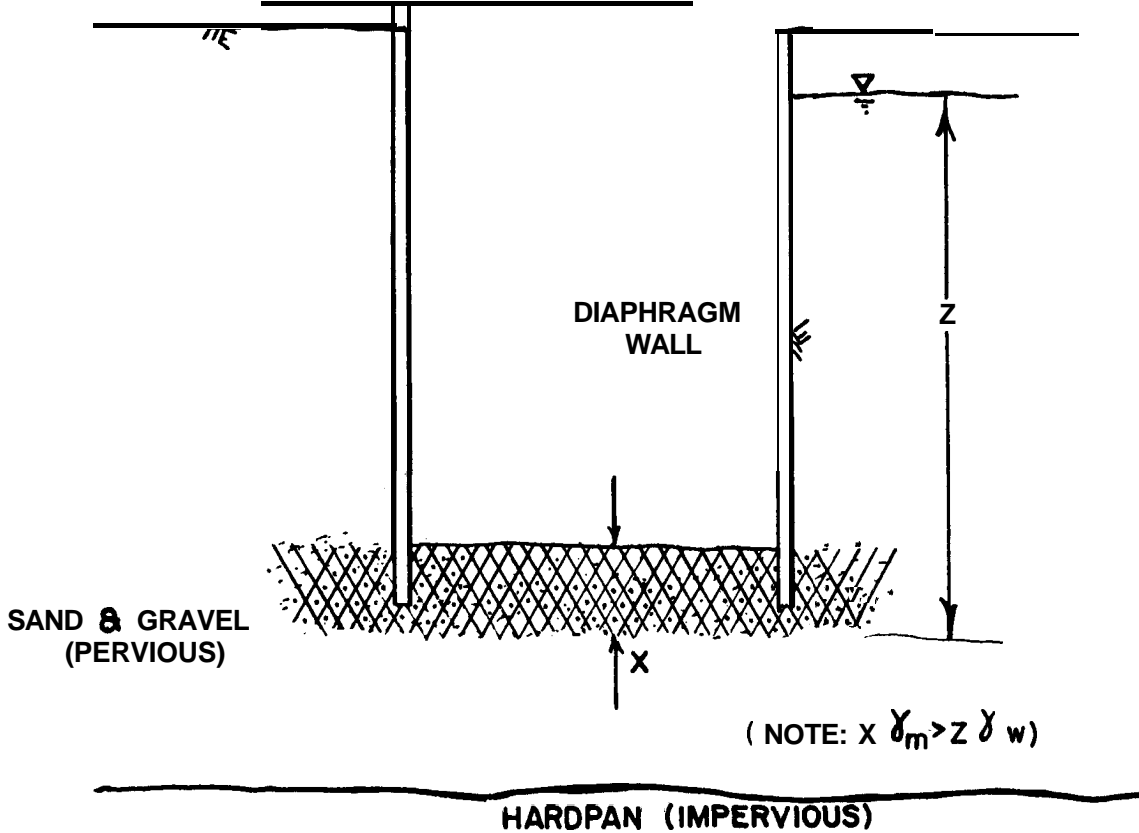 DIAPHRAGM
WALL
Z
SAND & GRAVEL
(PERVIOUS)
X
( NOTE: X γm > Z γ w)
HARDPAN (IMPERVIOUS)